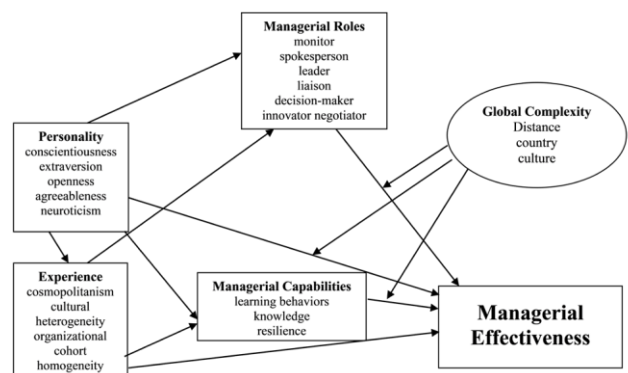 Managerial Roles
monitor
spokesperson
leader
liaison
decision-maker
innovator negotiator
Global Complexity
Distance
country
culture
Personality
conscientiousness
extraversion
openness
agreeableness
neuroticism
Experience
cosmopolitanism
cultural
heterogeneity
organizational
cohort
homogeneity
Managerial Capabilities
learning behaviors
knowledge
resilience
Managerial
Effectiveness